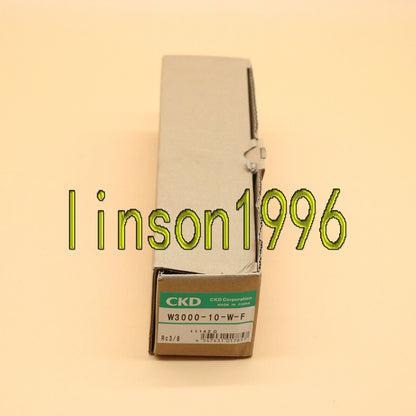 linson1996
CKD
CKD Corporation
W3000-10-W-F
Rc3/8